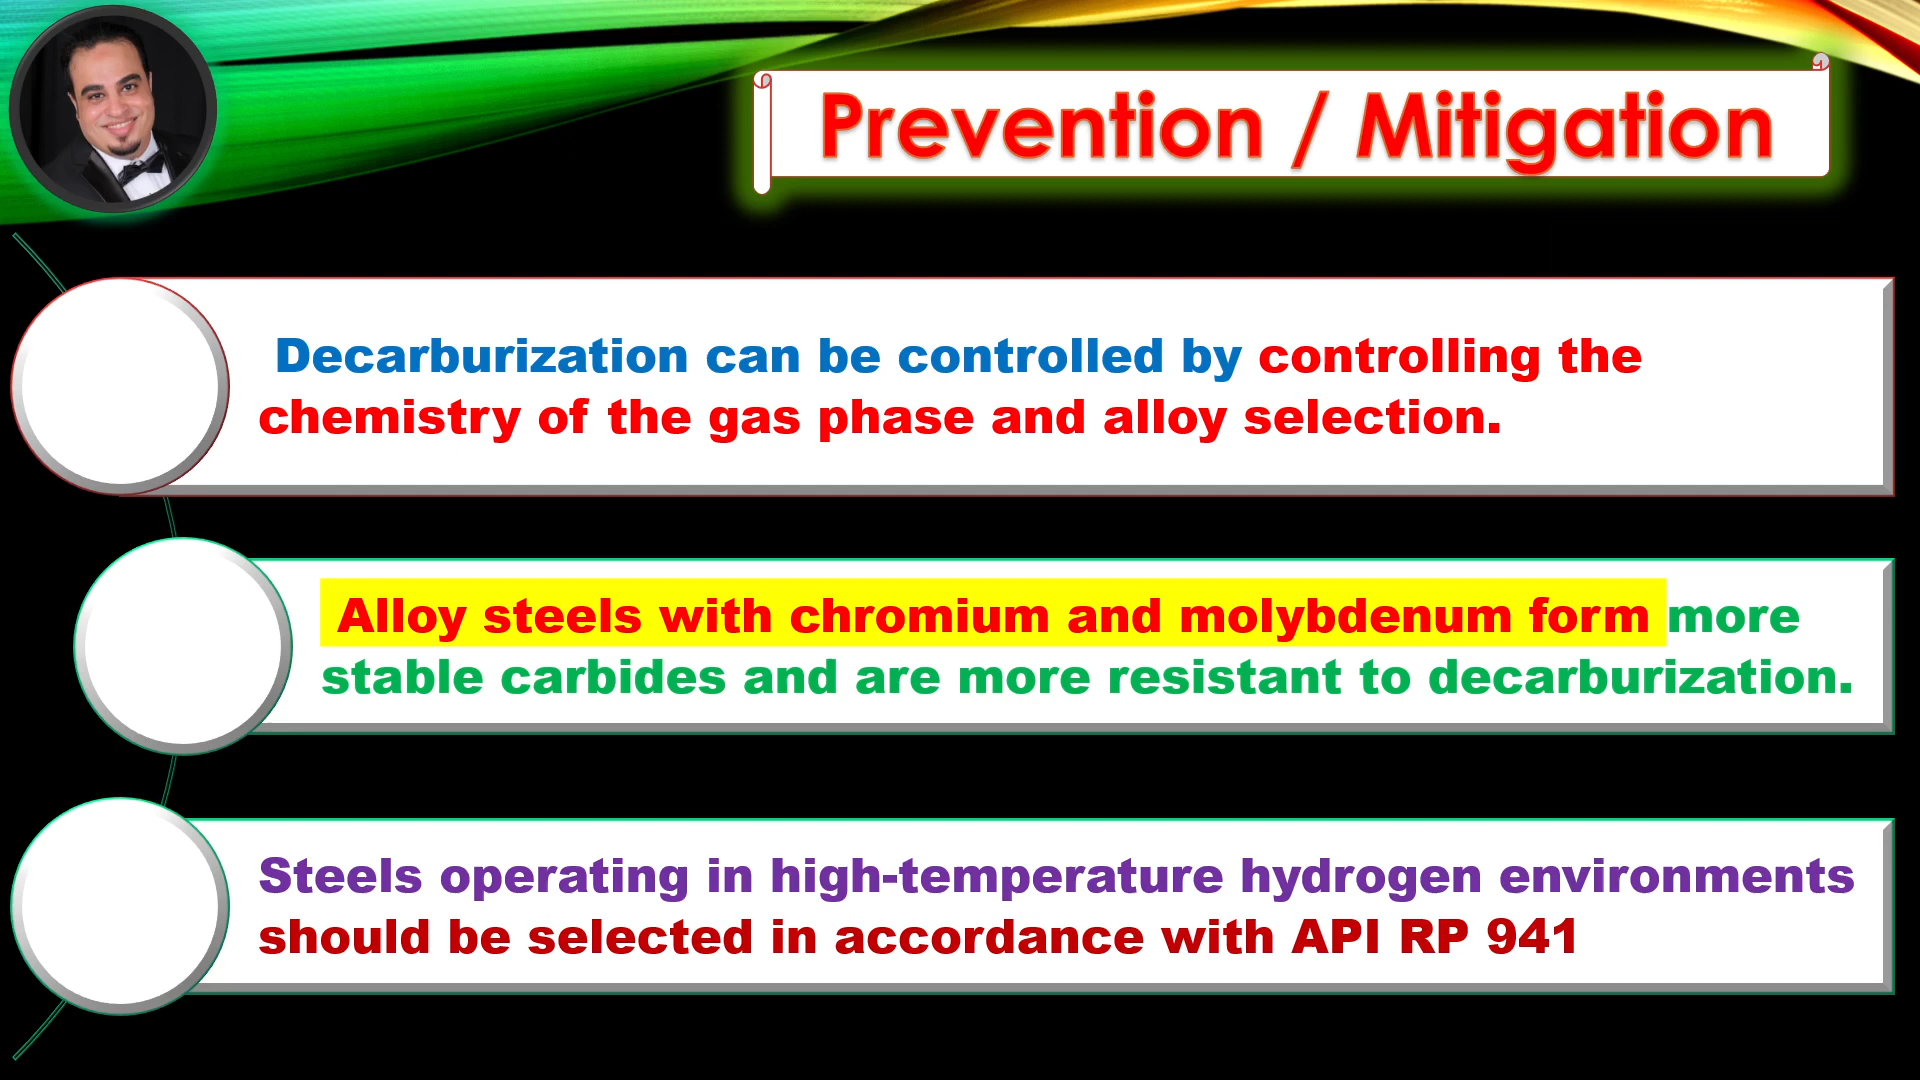 Prevention / Mitigation
Decarburization can be controlled by controlling the
chemistry of the gas phase and alloy selection.
Alloy steels with chromium and molybdenum form more
stable carbides and are more resistant to decarburization.
Steels operating in high-temperature hydrogen environments
should be selected in accordance with API RP 941